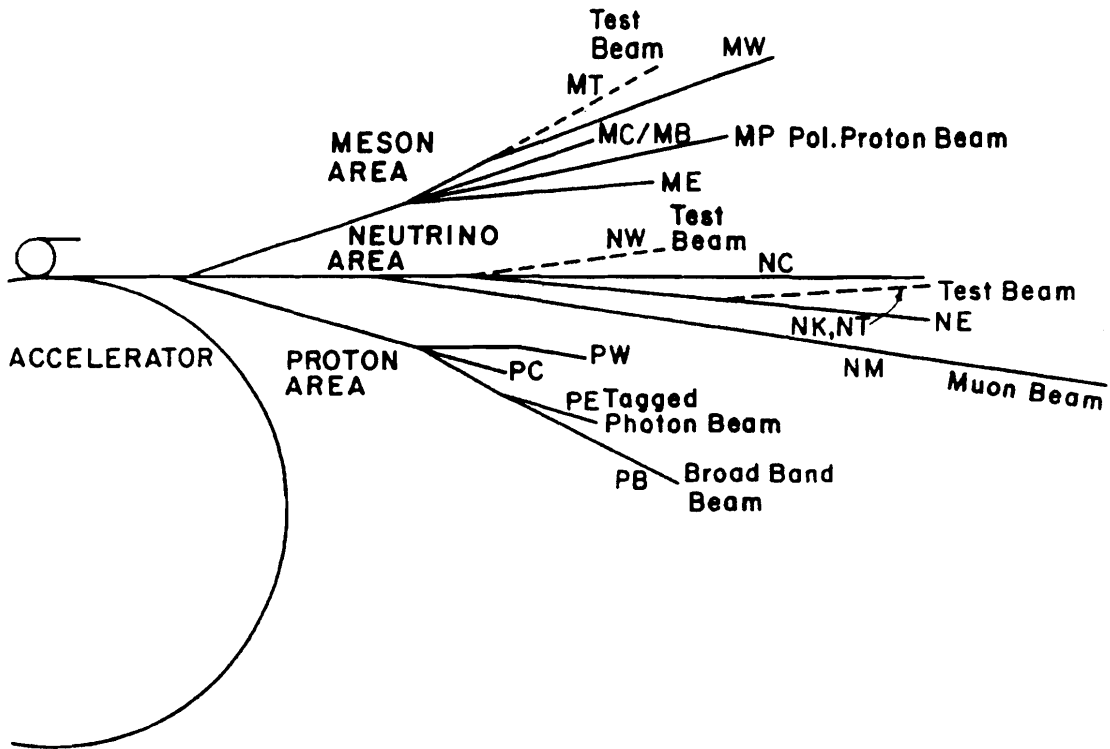 Test
Beam
MW
MT
MESON
AREA
MC/MB
MP Pol.Proton Beam
ME
NEUTRINO
AREA
NW
Test
Beam
NC
Test Beam
NK,NT
NE
ACCELERATOR
PROTON
AREA
PW
PC
NM
Muon Beam
PE Tagged
Photon Beam
PB
Broad Band
Beam